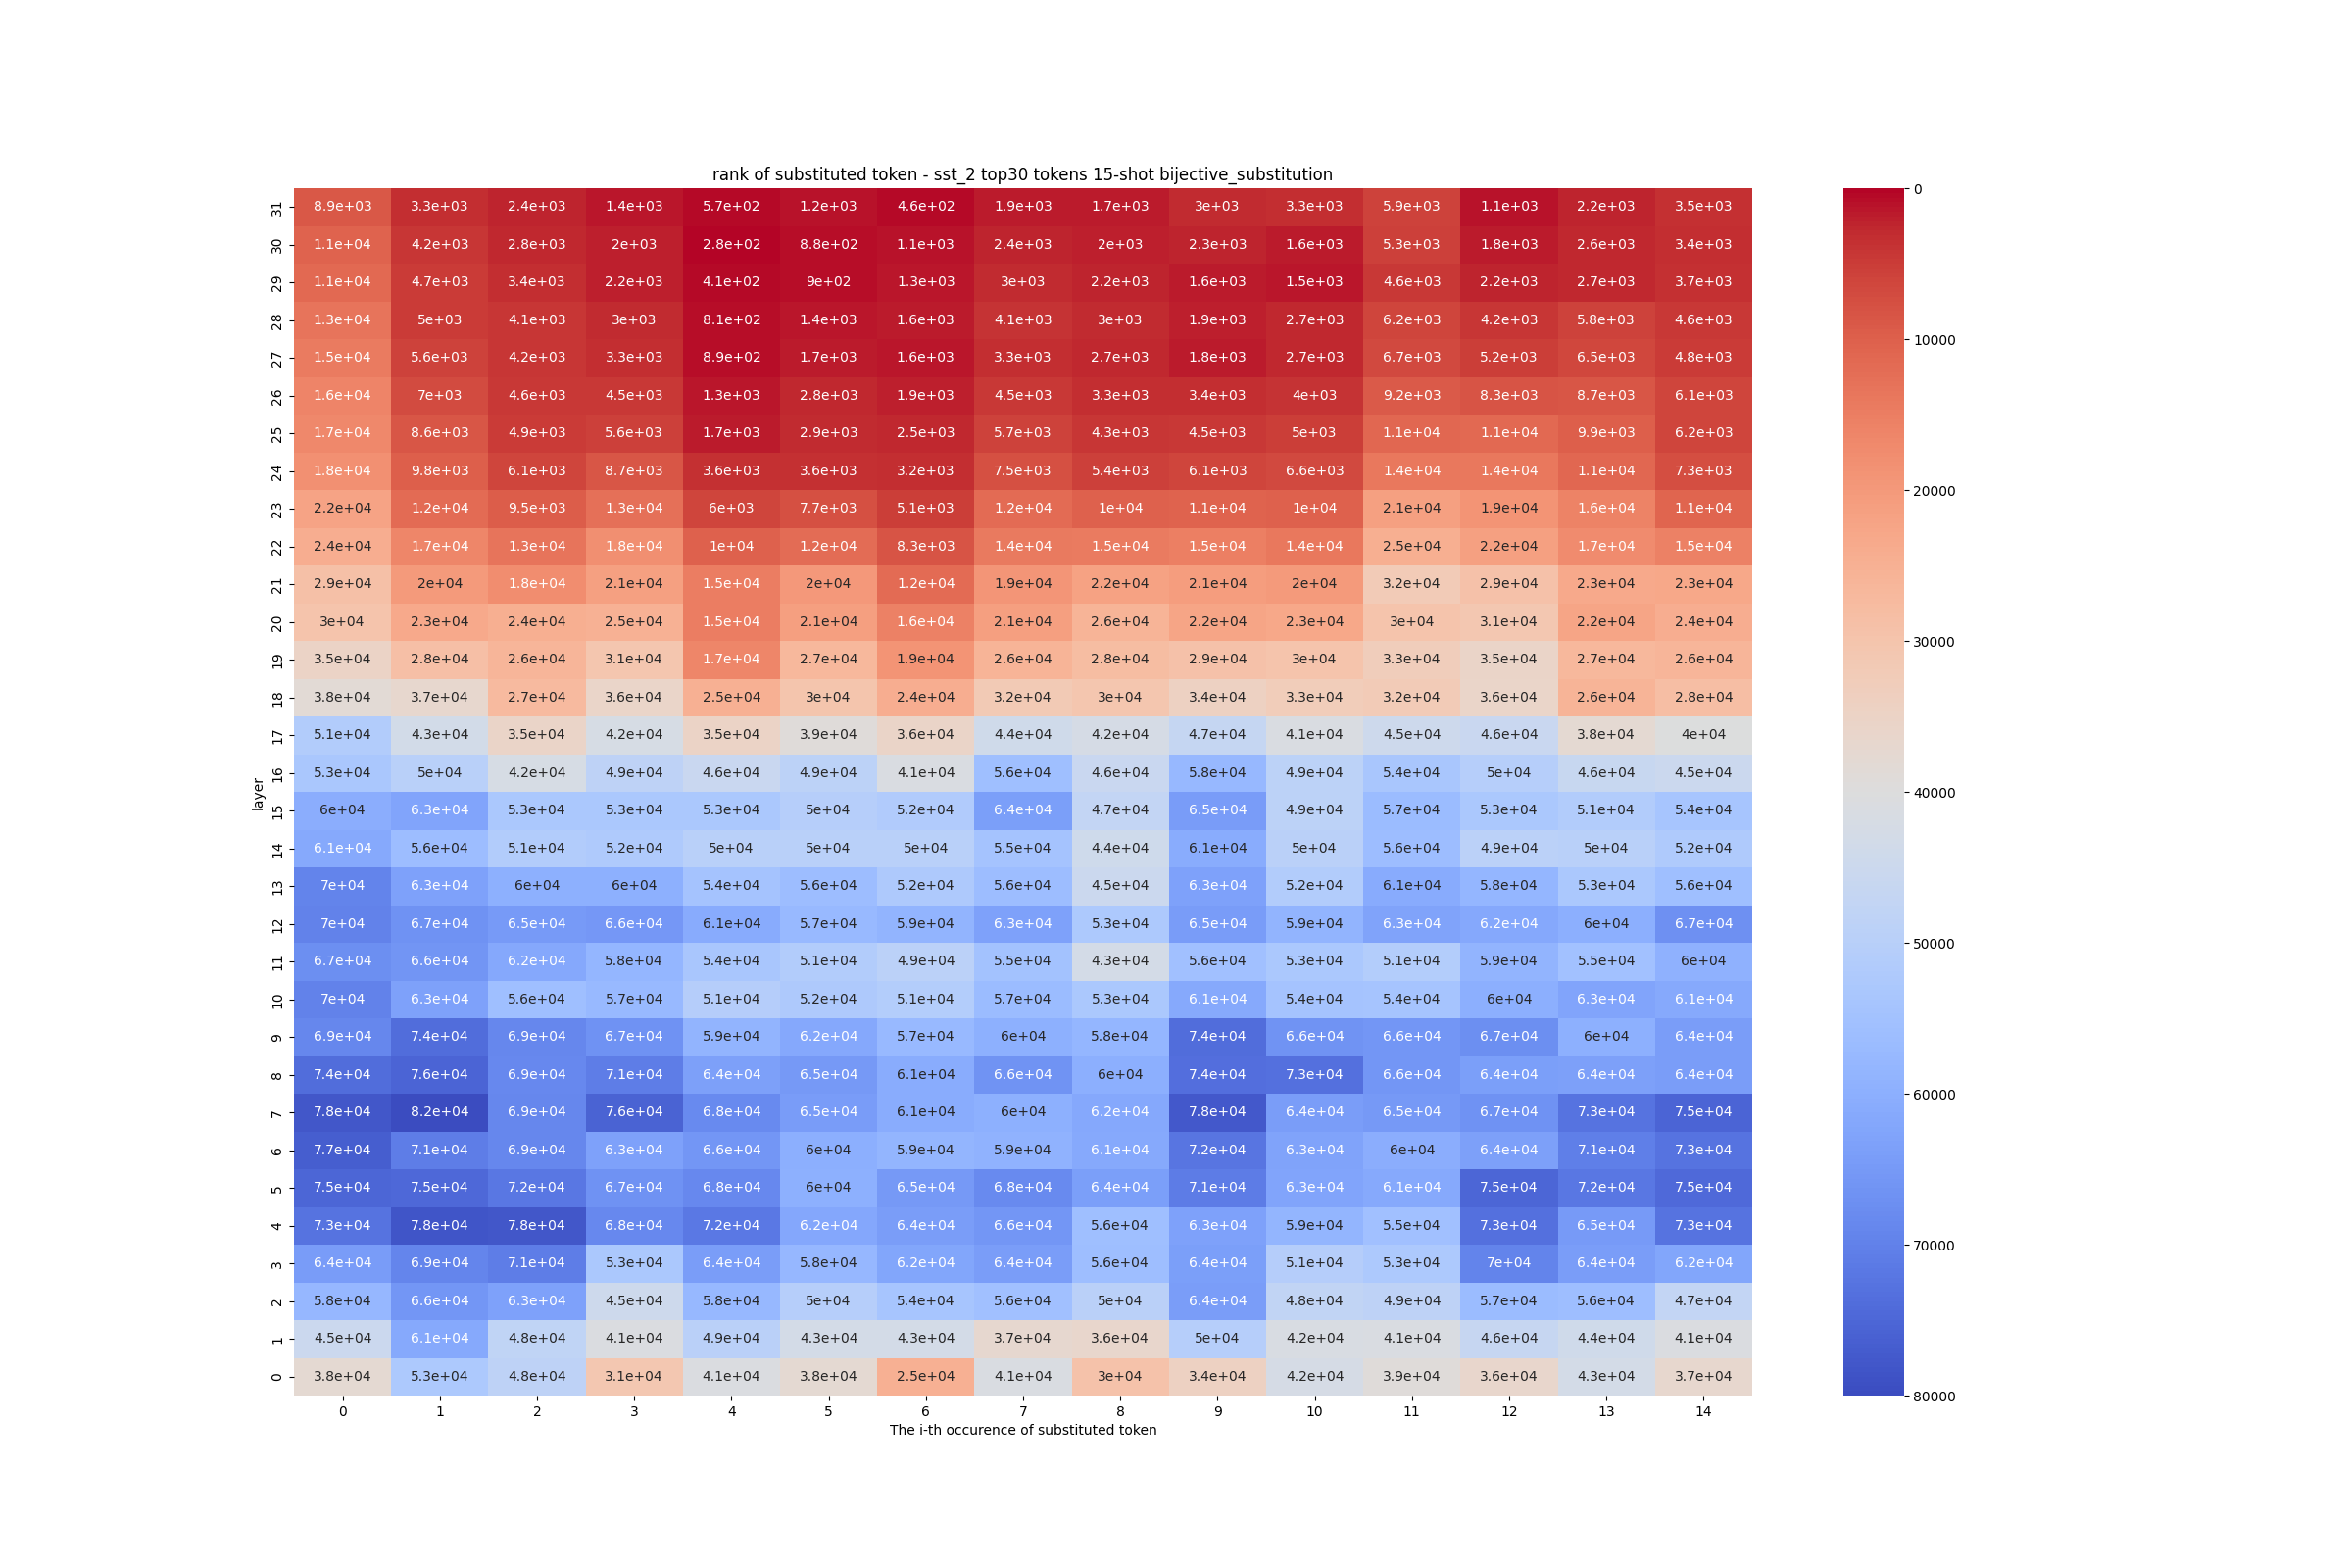 rank of substituted token - sst_2 top30 tokens 15-shot bijective_substitution
31 8.9e+03 3.3e+03 2.4e+03 1.4e+03 5.7e+02 1.2e+03 4.6e+02 1.9e+03 1.7e+03 3e+03 3.3e+03 5.9e+03 1.1e+03 2.2e+03 3.5e+03 0
30 1.1e+04 4.2e+03 2.8e+03 2e+03 2.8e+02 8.8e+02 1.1e+03 2.4e+03 2e+03 2.3e+03 1.6e+03 5.3e+03 1.8e+03 2.6e+03 3.4e+03
29 1.1e+04 4.7e+03 3.4e+03 2.2e+03 4.1e+02 9e+02 1.3e+03 3e+03 2.2e+03 1.6e+03 1.5e+03 4.6e+03 2.2e+03 2.7e+03 3.7e+03
28 1.3e+04 5e+03 4.1e+03 3e+03 8.1e+02 1.4e+03 1.6e+03 4.1e+03 3e+03 1.9e+03 2.7e+03 6.2e+03 4.2e+03 5.8e+03 4.6e+03
27 1.5e+04 5.6e+03 4.2e+03 3.3e+03 8.9e+02 1.7e+03 1.6e+03 3.3e+03 2.7e+03 1.8e+03 2.7e+03 6.7e+03 5.2e+03 6.5e+03 4.8e+03 10000
26 1.6e+04 7e+03 4.6e+03 4.5e+03 1.3e+03 2.8e+03 1.9e+03 4.5e+03 3.3e+03 3.4e+03 4e+03 9.2e+03 8.3e+03 8.7e+03 6.1e+03
25 1.7e+04 8.6e+03 4.9e+03 5.6e+03 1.7e+03 2.9e+03 2.5e+03 5.7e+03 4.3e+03 4.5e+03 5e+03 1.1e+04 1.1e+04 9.9e+03 6.2e+03
24 1.8e+04 9.8e+03 6.1e+03 8.7e+03 3.6e+03 3.6e+03 3.2e+03 7.5e+03 5.4e+03 6.1e+03 6.6e+03 1.4e+04 1.4e+04 1.1e+04 7.3e+03 20000
23 2.2e+04 1.2e+04 9.5e+03 1.3e+04 6e+03 7.7e+03 5.1e+03 1.2e+04 1e+04 1.1e+04 1e+04 2.1e+04 1.9e+04 1.6e+04 1.1e+04
22 2.4e+04 1.7e+04 1.3e+04 1.8e+04 1e+04 1.2e+04 8.3e+03 1.4e+04 1.5e+04 1.5e+04 1.4e+04 2.5e+04 2.2e+04 1.7e+04 1.5e+04
21 2.9e+04 2e+04 1.8e+04 2.1e+04 1.5e+04 2e+04 1.2e+04 1.9e+04 2.2e+04 2.1e+04 2e+04 3.2e+04 2.9e+04 2.3e+04 2.3e+04
20 3e+04 2.3e+04 2.4e+04 2.5e+04 1.5e+04 2.1e+04 1.6e+04 2.1e+04 2.6e+04 2.2e+04 2.3e+04 3e+04 3.1e+04 2.2e+04 2.4e+04 30000
19 3.5e+04 2.8e+04 2.6e+04 3.1e+04 1.7e+04 2.7e+04 1.9e+04 2.6e+04 2.8e+04 2.9e+04 3e+04 3.3e+04 3.5e+04 2.7e+04 2.6e+04
18 3.8e+04 3.7e+04 2.7e+04 3.6e+04 2.5e+04 3e+04 2.4e+04 3.2e+04 3e+04 3.4e+04 3.3e+04 3.2e+04 3.6e+04 2.6e+04 2.8e+04
17 5.1e+04 4.3e+04 3.5e+04 4.2e+04 3.5e+04 3.9e+04 3.6e+04 4.4e+04 4.2e+04 4.7e+04 4.1e+04 4.5e+04 4.6e+04 3.8e+04 4e+04
16 5.3e+04 5e+04 4.2e+04 4.9e+04 4.6e+04 4.9e+04 4.1e+04 5.6e+04 4.6e+04 5.8e+04 4.9e+04 5.4e+04 5e+04 4.6e+04 4.5e+04 40000
layer
15 6e+04 6.3e+04 5.3e+04 5.3e+04 5.3e+04 5e+04 5.2e+04 6.4e+04 4.7e+04 6.5e+04 4.9e+04 5.7e+04 5.3e+04 5.1e+04 5.4e+04
14 6.1e+04 5.6e+04 5.1e+04 5.2e+04 5e+04 5e+04 5e+04 5.5e+04 4.4e+04 6.1e+04 5e+04 5.6e+04 4.9e+04 5e+04 5.2e+04
13 7e+04 6.3e+04 6e+04 6e+04 5.4e+04 5.6e+04 5.2e+04 5.6e+04 4.5e+04 6.3e+04 5.2e+04 6.1e+04 5.8e+04 5.3e+04 5.6e+04
12 7e+04 6.7e+04 6.5e+04 6.6e+04 6.1e+04 5.7e+04 5.9e+04 6.3e+04 5.3e+04 6.5e+04 5.9e+04 6.3e+04 6.2e+04 6e+04 6.7e+04 50000
11 6.7e+04 6.6e+04 6.2e+04 5.8e+04 5.4e+04 5.1e+04 4.9e+04 5.5e+04 4.3e+04 5.6e+04 5.3e+04 5.1e+04 5.9e+04 5.5e+04 6e+04
10 7e+04 6.3e+04 5.6e+04 5.7e+04 5.1e+04 5.2e+04 5.1e+04 5.7e+04 5.3e+04 6.1e+04 5.4e+04 5.4e+04 6e+04 6.3e+04 6.1e+04
9 6.9e+04 7.4e+04 6.9e+04 6.7e+04 5.9e+04 6.2e+04 5.7e+04 6e+04 5.8e+04 7.4e+04 6.6e+04 6.6e+04 6.7e+04 6e+04 6.4e+04
8 7.4e+04 7.6e+04 6.9e+04 7.1e+04 6.4e+04 6.5e+04 6.1e+04 6.6e+04 6e+04 7.4e+04 7.3e+04 6.6e+04 6.4e+04 6.4e+04 6.4e+04 60000
7 7.8e+04 8.2e+04 6.9e+04 7.6e+04 6.8e+04 6.5e+04 6.1e+04 6e+04 6.2e+04 7.8e+04 6.4e+04 6.5e+04 6.7e+04 7.3e+04 7.5e+04
6 7.7e+04 7.1e+04 6.9e+04 6.3e+04 6.6e+04 6e+04 5.9e+04 5.9e+04 6.1e+04 7.2e+04 6.3e+04 6e+04 6.4e+04 7.1e+04 7.3e+04
5 7.5e+04 7.5e+04 7.2e+04 6.7e+04 6.8e+04 6e+04 6.5e+04 6.8e+04 6.4e+04 7.1e+04 6.3e+04 6.1e+04 7.5e+04 7.2e+04 7.5e+04
4 7.3e+04 7.8e+04 7.8e+04 6.8e+04 7.2e+04 6.2e+04 6.4e+04 6.6e+04 5.6e+04 6.3e+04 5.9e+04 5.5e+04 7.3e+04 6.5e+04 7.3e+04 70000
3 6.4e+04 6.9e+04 7.1e+04 5.3e+04 6.4e+04 5.8e+04 6.2e+04 6.4e+04 5.6e+04 6.4e+04 5.1e+04 5.3e+04 7e+04 6.4e+04 6.2e+04
2 5.8e+04 6.6e+04 6.3e+04 4.5e+04 5.8e+04 5e+04 5.4e+04 5.6e+04 5e+04 6.4e+04 4.8e+04 4.9e+04 5.7e+04 5.6e+04 4.7e+04
1 4.5e+04 6.1e+04 4.8e+04 4.1e+04 4.9e+04 4.3e+04 4.3e+04 3.7e+04 3.6e+04 5e+04 4.2e+04 4.1e+04 4.6e+04 4.4e+04 4.1e+04
0 3.8e+04 5.3e+04 4.8e+04 3.1e+04 4.1e+04 3.8e+04 2.5e+04 4.1e+04 3e+04 3.4e+04 4.2e+04 3.9e+04 3.6e+04 4.3e+04 3.7e+04 80000
0 1 2 3 4 5 6 7 8 9 10 11 12 13 14
The i-th occurence of substituted token